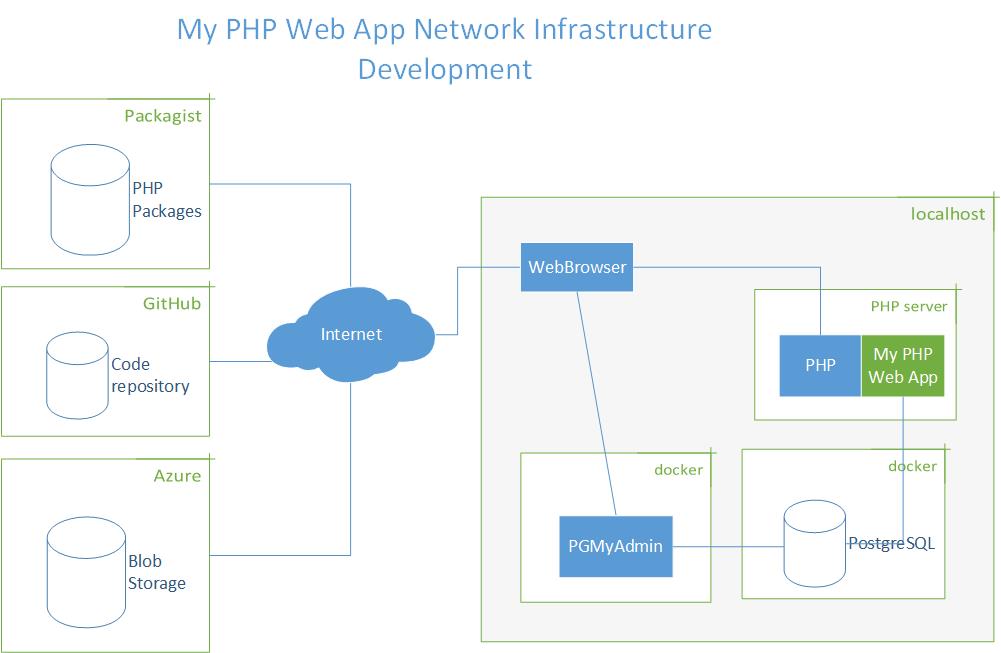 My PHP Web App Network Infrastructure
Development
Packagist
PHP
Packages
GitHub
Code
repository
Azure
Blob
Storage
Internet
localhost
WebBrowser
PHP server
PHP
My PHP
Web App
docker
PGMyAdmin
docker
PostgreSQL